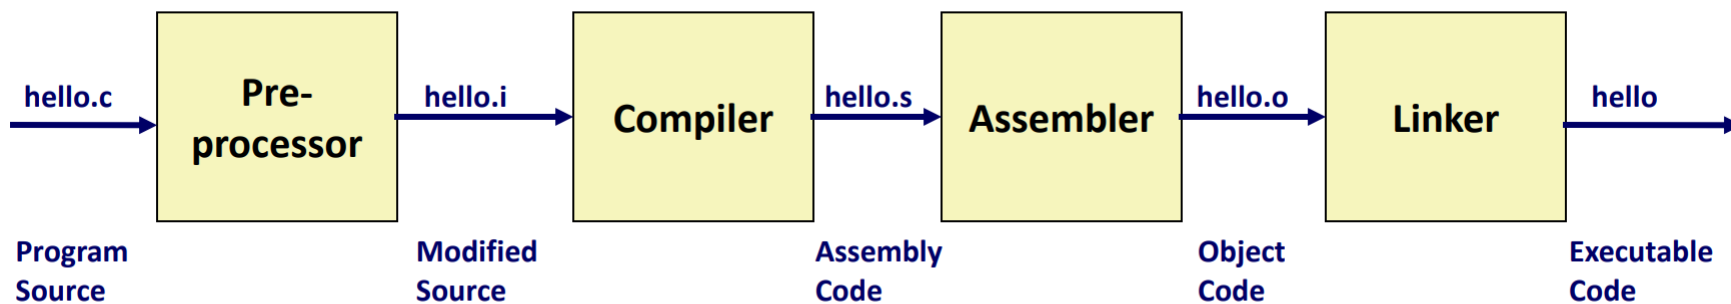 hello.c
Pre-
processor
hello.i
Compiler
hello.s
Assembler
hello.o
Linker
hello
Program
Source
Modified
Source
Assembly
Code
Object
Code
Executable
Code